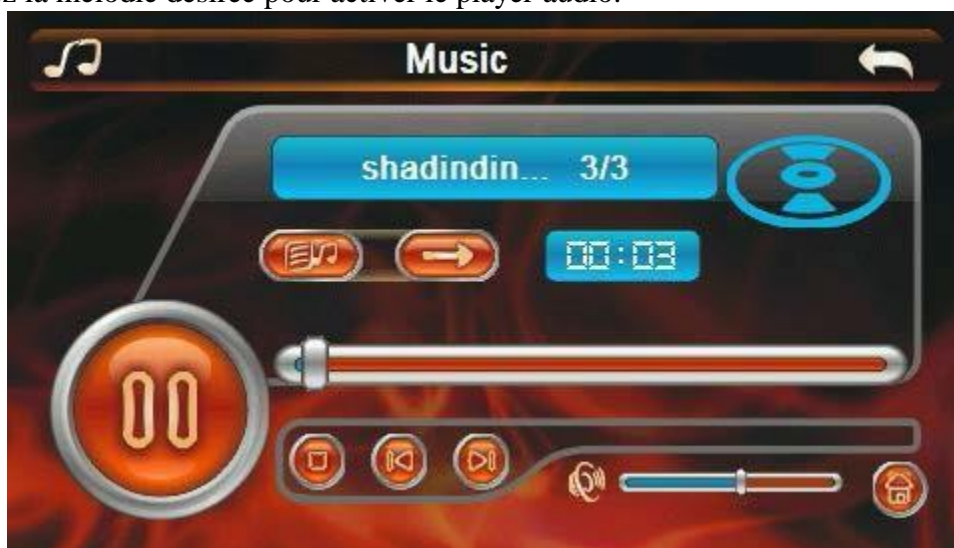 la mélodie désirée pour activer le player audio.
Music
shadindin... 3/3
00:03